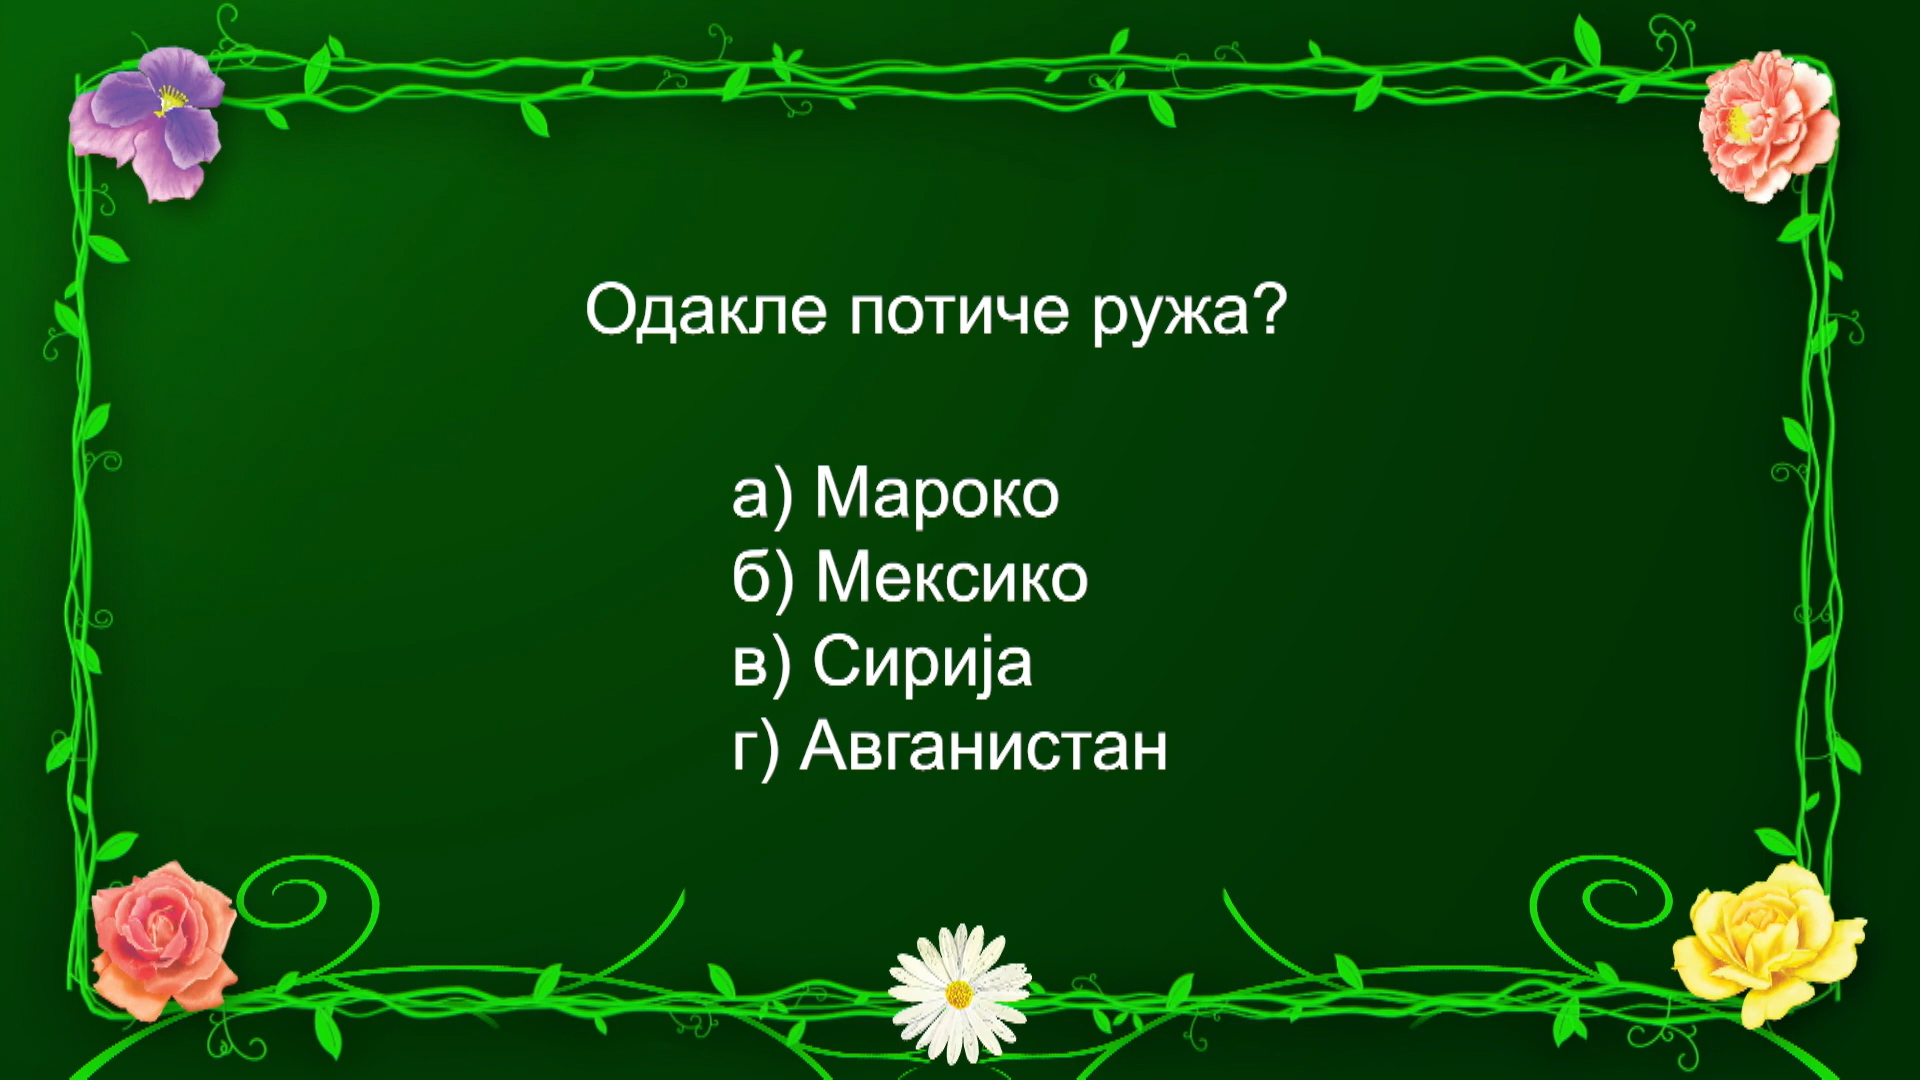 Одакле потиче ружа?
а) Мароко
б) Мексико
в) Сирија
г) Авганистан